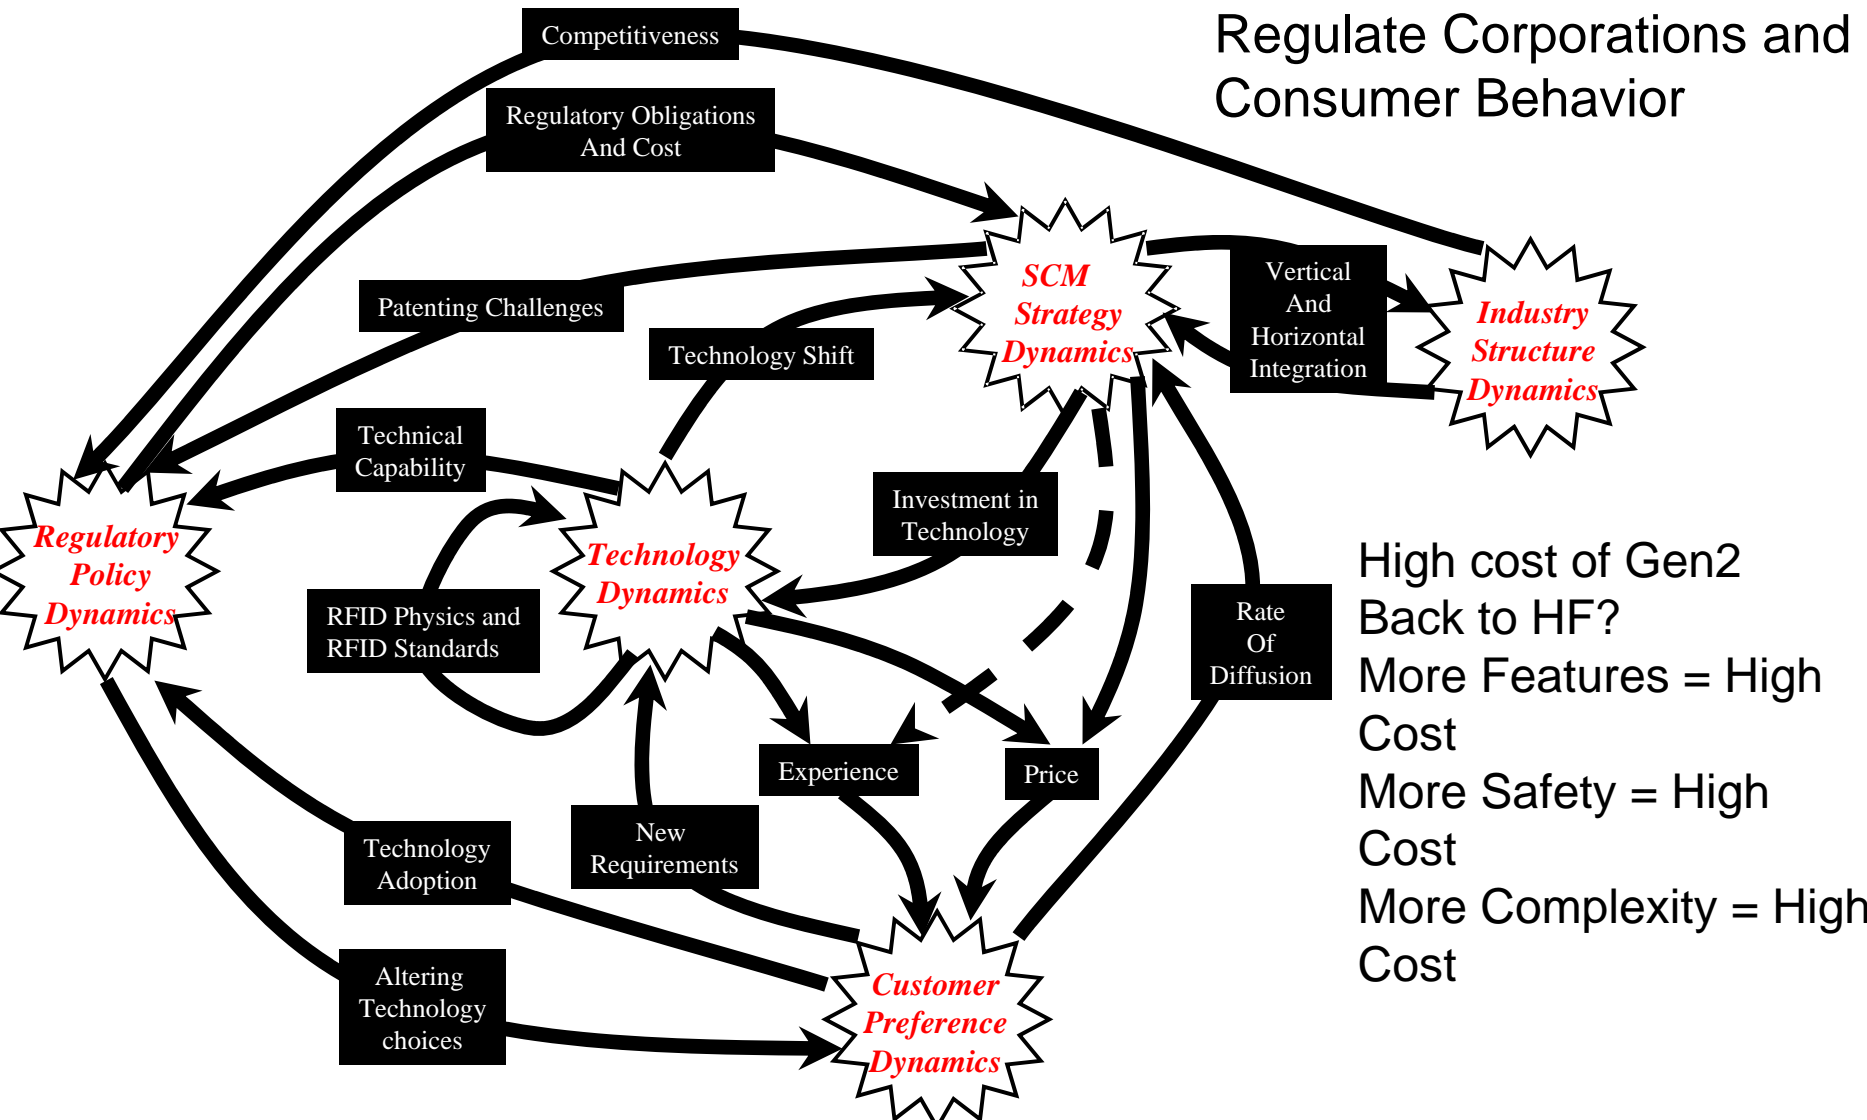 Regulate Corporations and
Consumer Behavior
Competitiveness
Regulatory Obligations
And Cost
Patenting Challenges
Technology Shift
SCM
Strategy
Dynamics
Vertical
And
Horizontal
Integration
Industry
Structure
Dynamics
Technical
Capability
Investment in
Technology
Regulatory
Policy
Dynamics
Technology
Dynamics
RFID Physics and
RFID Standards
Rate
Of
Diffusion
High cost of Gen2
Back to HF?
More Features = High
Cost
More Safety = High
Cost
More Complexity = High
Cost
Experience
Price
New
Requirements
Technology
Adoption
Altering
Technology
choices
Customer
Preference
Dynamics